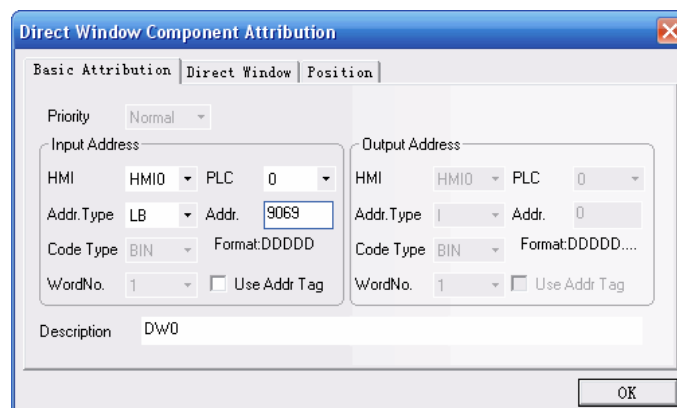 Direct Window Component Attribution
Basic Attribution Direct Window Position
Priority Normal
Input Address Output Address
HMI HMI0 PLC 0 HMI HMI0 PLC 0
Addr.Type LB Addr. 9069 Addr.Type I Addr. 0
Code Type BIN Format:DDDDD Code Type BIN Format:DDDDD....
WordNo. 1 Use Addr Tag WordNo. 1 Use Addr Tag
Description DW0
OK